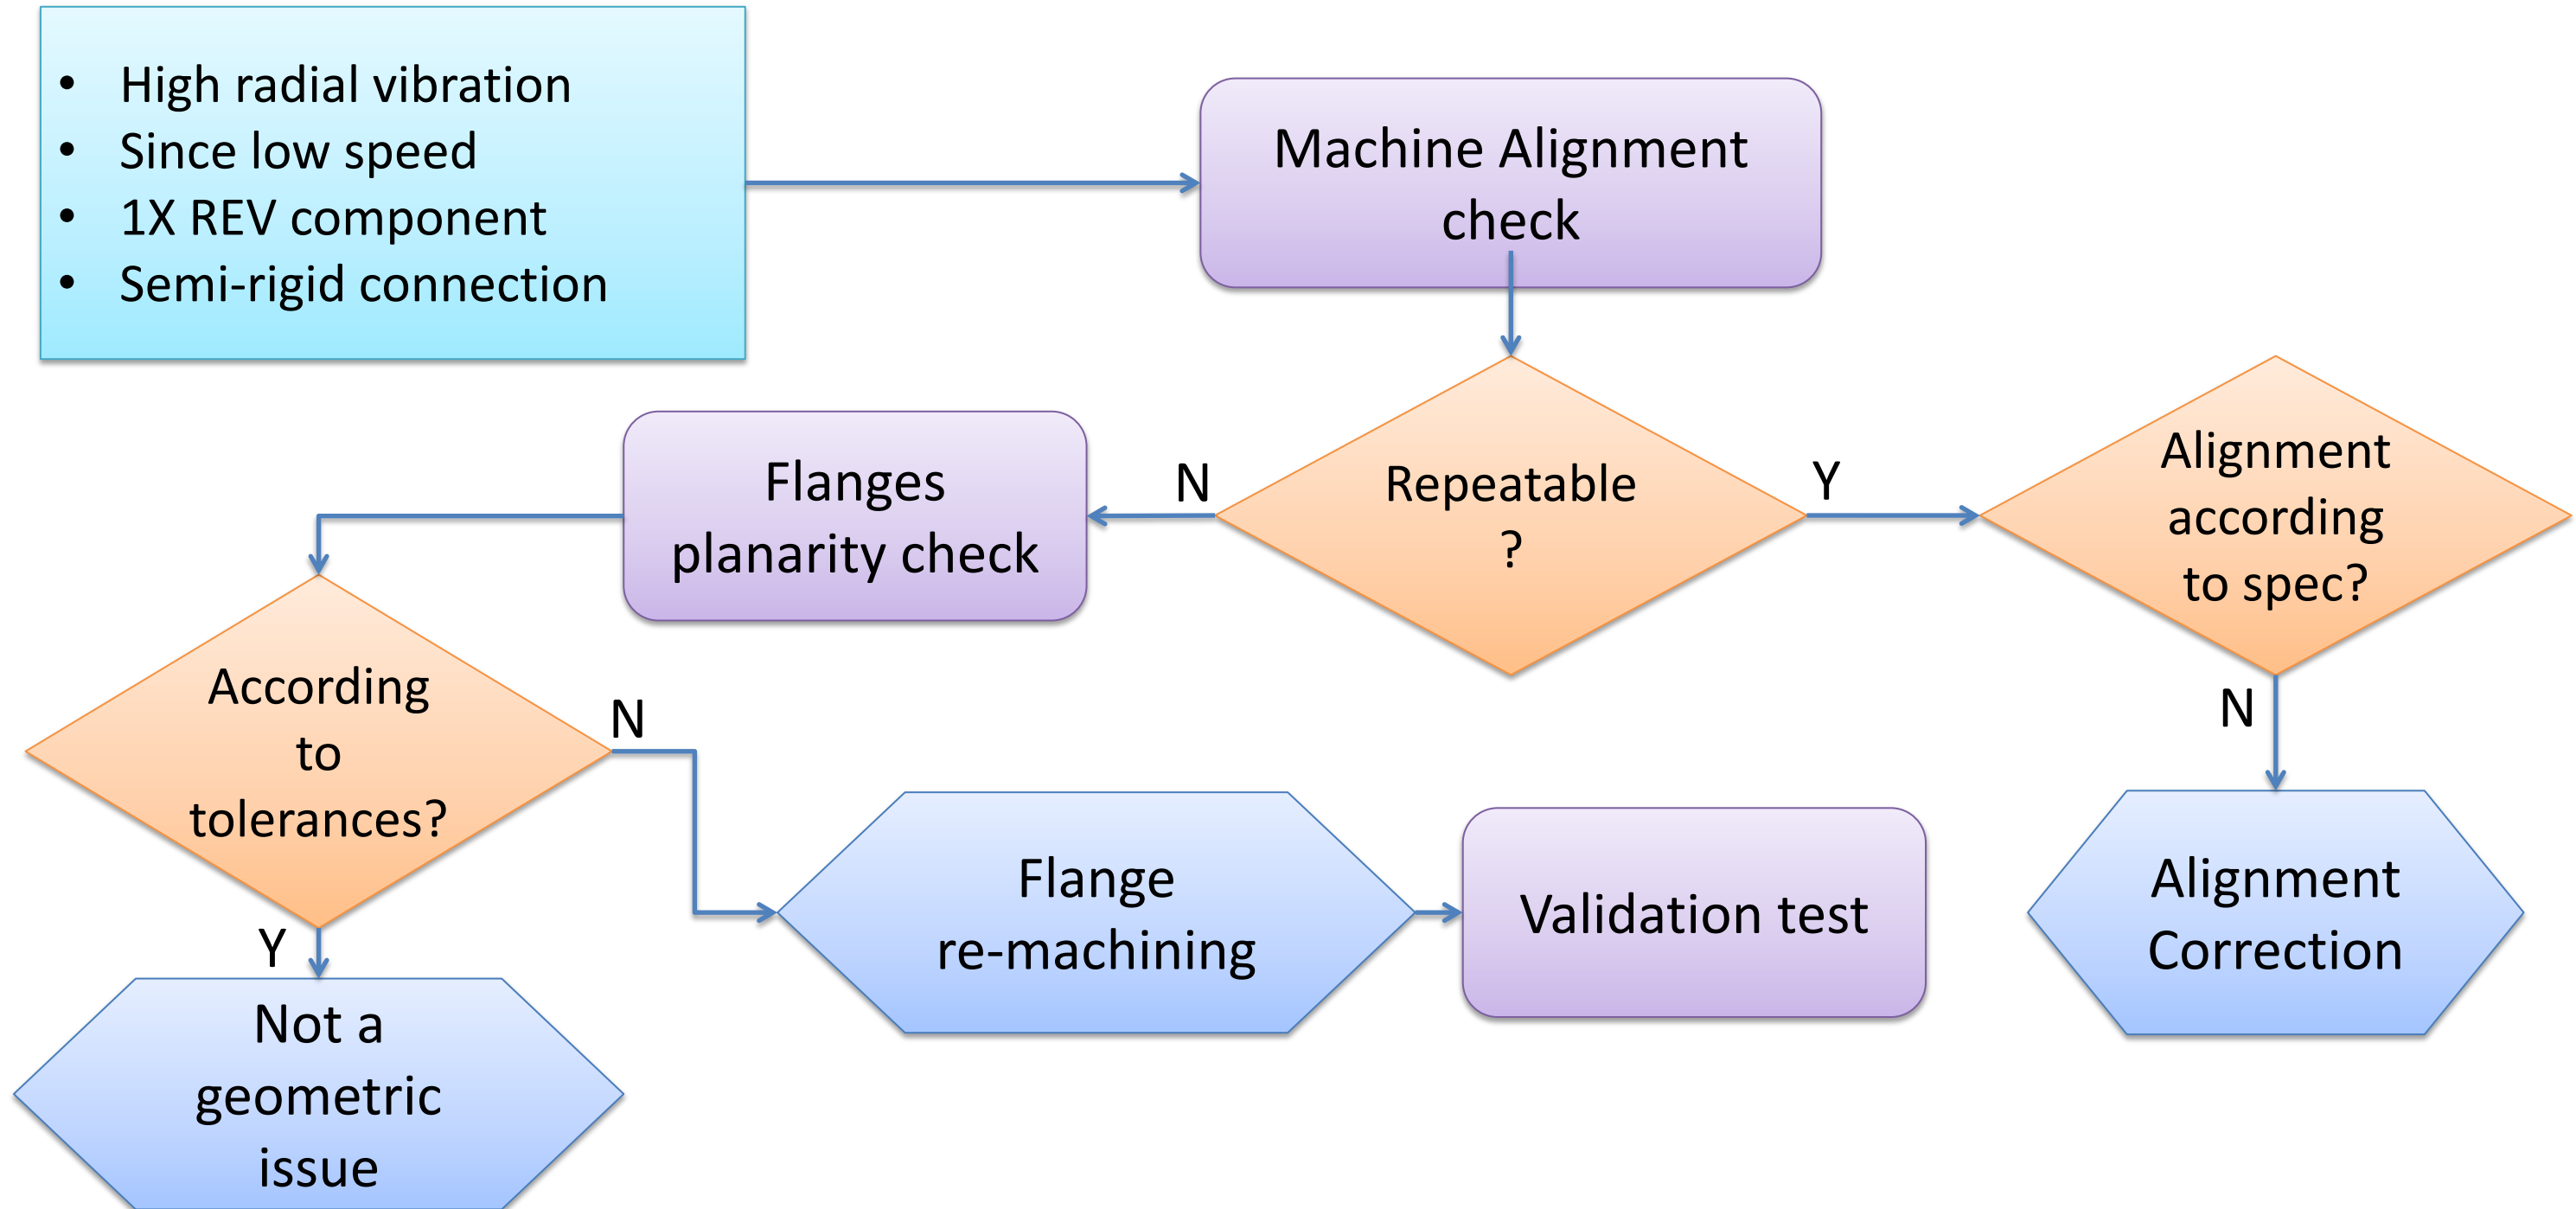 • High radial vibration
• Since low speed
• 1X REV component
• Semi-rigid connection
Machine Alignment
check
Flanges
planarity check
N
Repeatable
?
Y
Alignment
according
to spec?
According
to
tolerances?
N
N
Flange
re-machining
Validation test
Alignment
Correction
Y
Not a
geometric
issue